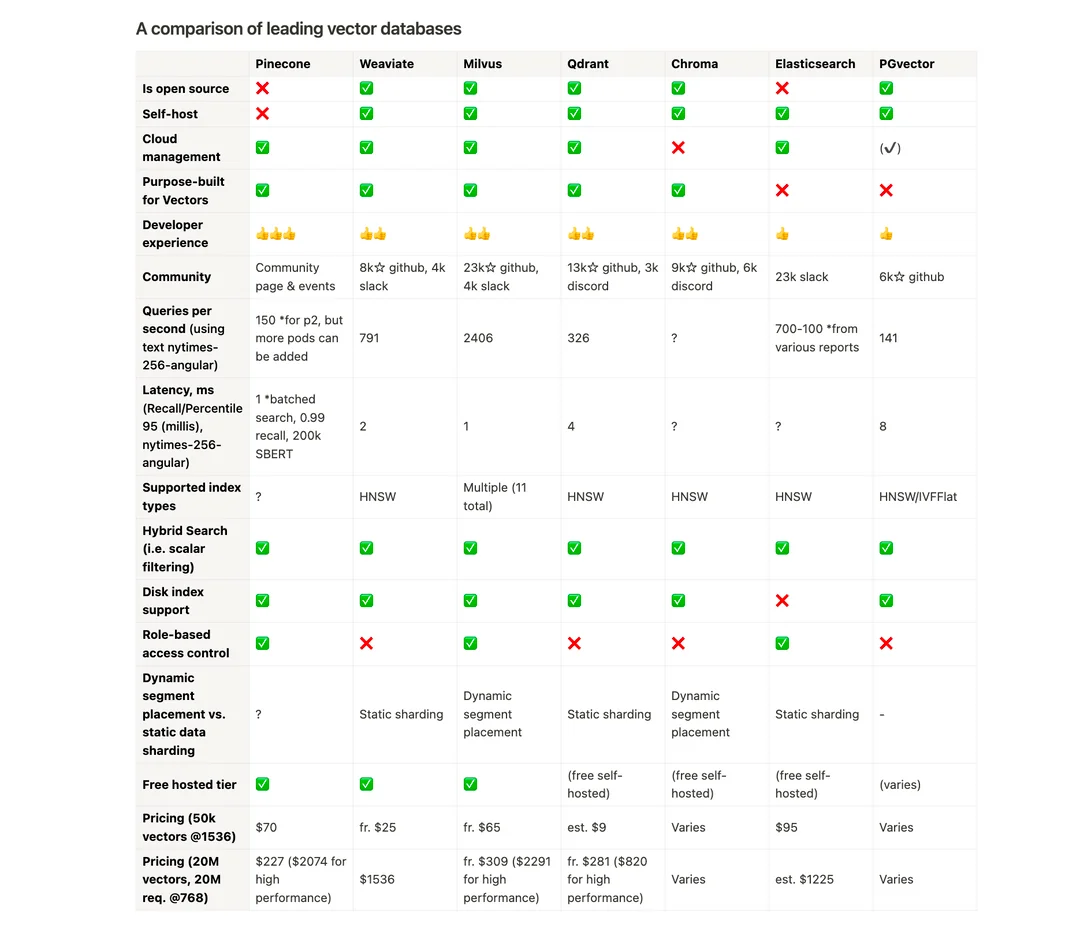 A comparison of leading vector databases
Pinecone Weaviate Milvus Qdrant Chroma Elasticsearch PGvector
Is open source ❌ ✅ ✅ ✅ ✅ ❌ ✅
Self-host ❌ ✅ ✅ ✅ ✅ ✅ ✅
Cloud management ✅ ✅ ✅ ✅ ❌ ✅ (✔)
Purpose-built for Vectors ✅ ✅ ✅ ✅ ✅ ❌ ❌
Developer experience 👍👍👍 👍👍 👍👍 👍👍 👍👍 👍 👍
Community Community page & events 8k☆ github, 4k slack 23k☆ github, 4k slack 13k☆ github, 3k discord 9k☆ github, 6k discord 23k slack 6k☆ github
Queries per second (using text nytimes-256-angular) 150 *for p2, but more pods can be added 791 2406 326 ? 700-100 *from various reports 141
Latency, ms (Recall/Percentile 95 (millis), nytimes-256-angular) 1 *batched search, 0.99 recall, 200k SBERT 2 1 4 ? ? 8
Supported index types ? HNSW Multiple (11 total) HNSW HNSW HNSW HNSW/IVFFlat
Hybrid Search (i.e. scalar filtering) ✅ ✅ ✅ ✅ ✅ ✅ ✅
Disk index support ✅ ✅ ✅ ✅ ✅ ❌ ✅
Role-based access control ✅ ❌ ✅ ❌ ❌ ✅ ❌
Dynamic segment placement vs. static data sharding ? Static sharding Dynamic segment placement Static sharding Dynamic segment placement Static sharding -
Free hosted tier ✅ ✅ ✅ (free self-hosted) (free self-hosted) (free self-hosted) (varies)
Pricing (50k vectors @1536) $70 fr. $25 fr. $65 est. $9 Varies $95 Varies
Pricing (20M vectors, 20M req. @768) $227 ($2074 for high performance) $1536 fr. $309 ($2291 for high performance) fr. $281 ($820 for high performance) Varies est. $1225 Varies